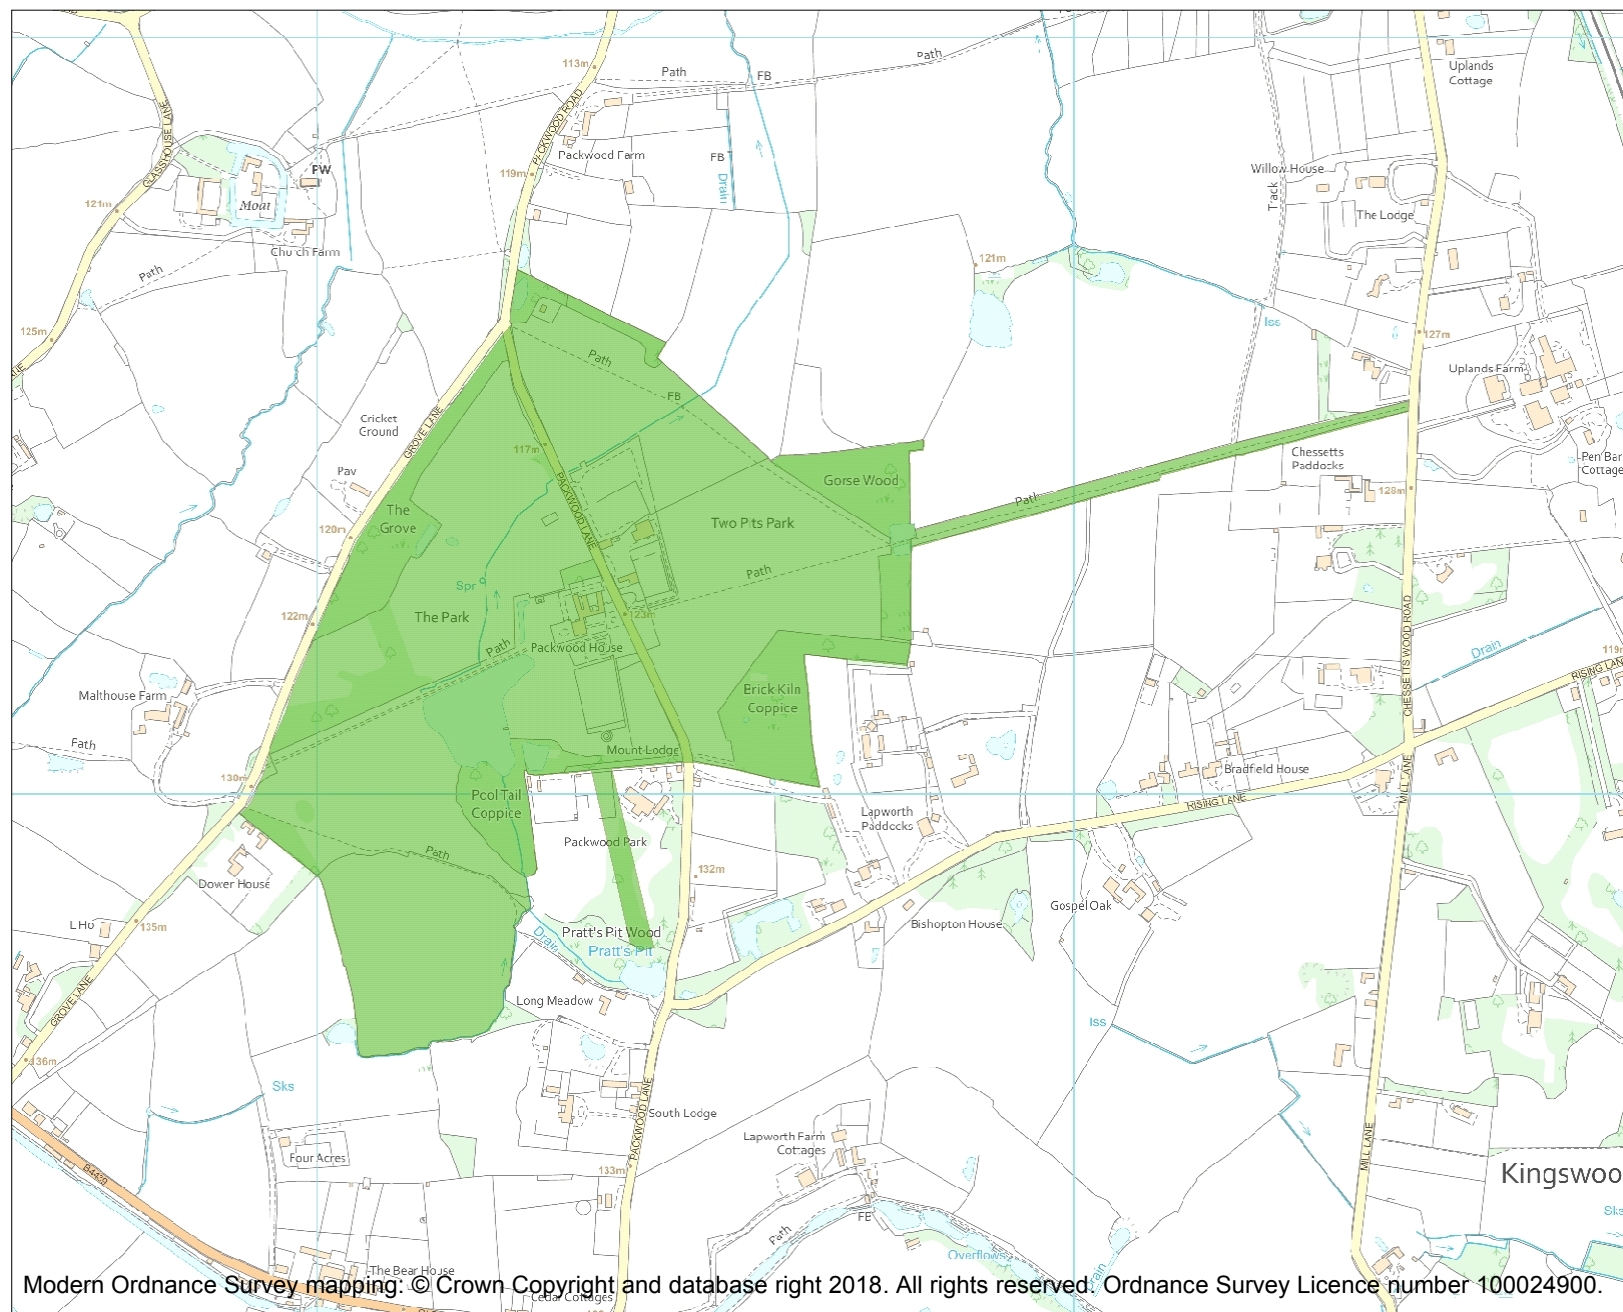 113m
Path
FB
Path
Uplands
Cottage
PACKWOOD ROAD
GLASSHOUSE LANE
Packwood Farm
FB
FW
Willow House
119m
Drain
Track
Moat
121m
The Lodge
Church Farm
Path
121m
125m
Iss
127m
Path
Uplands Farm
FB
Cricket
Ground
GROVE LANE
117m
Chessetts
Paddocks
Pen Bar
Cottage
Pav
Gorse Wood
PACKWOOD LANE
128m
Path
The
Grove
120m
Two Pits Park
Path
Spr
122m
The Park
123m
CHESSETTS WOOD ROAD
Path
Packwood House
Drain
119m
RISING LANE
Malthouse Farm
Brick Kiln
Coppice
Path
Mount Lodge
130m
Bradfield House
Pool Tail
Coppice
MILL LANE
RISING LANE
Lapworth
Paddocks
Packwood Park
Path
132m
Dower House
Gospel Oak
L Ho
135m
Pratt's Pit Wood
Bishopton House
Drain
Pratt's Pit
GROVE LANE
Long Meadow
Iss
136m
Sks
PACKWOOD LANE
South Lodge
MILL LANE
Lapworth Farm
Cottages
Four Acres
B4439
133m
Kingswoo
Sks
FB
Path
Overflows
Drain
The Bear House
Modern Ordnance Survey mapping: © Crown Copyright and database right 2018. All rights reserved. Ordnance Survey Licence number 100024900.
Cedar Cottages